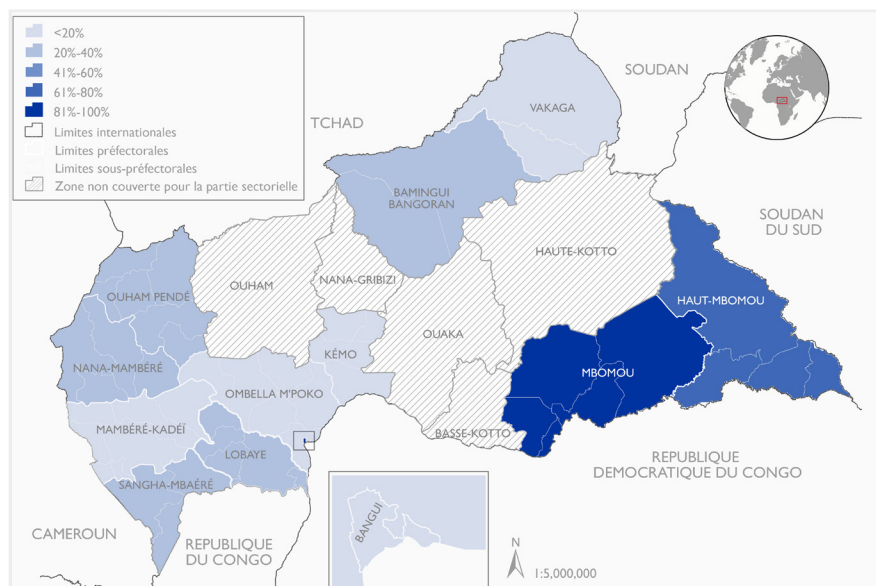 <20%
20%-40%
41%-60%
61%-80%
81%-100%
Limites internationales
Limites préfectorales
Limites sous-préfectorales
Zone non couverte pour la partie sectorielle
SOUDAN
TCHAD
VAKAGA
BAMINGUI
BANGORAN
SOUDAN
DU SUD
HAUTE-KOTTO
OUHAM
NANA-GRIBIZI
OUHAM PENDÉ
HAUT-MBOMOU
OUAKA
KÉMO
NANA-MAMBÉRÉ
MBOMOU
OMBELLA M'POKO
MAMBÉRÉ-KADÉÏ
BASSE-KOTTO
LOBAYE
REPUBLIQUE
DEMOCRATIQUE DU CONGO
SANGHA-MBAÉRÉ
CAMEROUN
REPUBLIQUE
DU CONGO
BANGUI
N
1:5,000,000